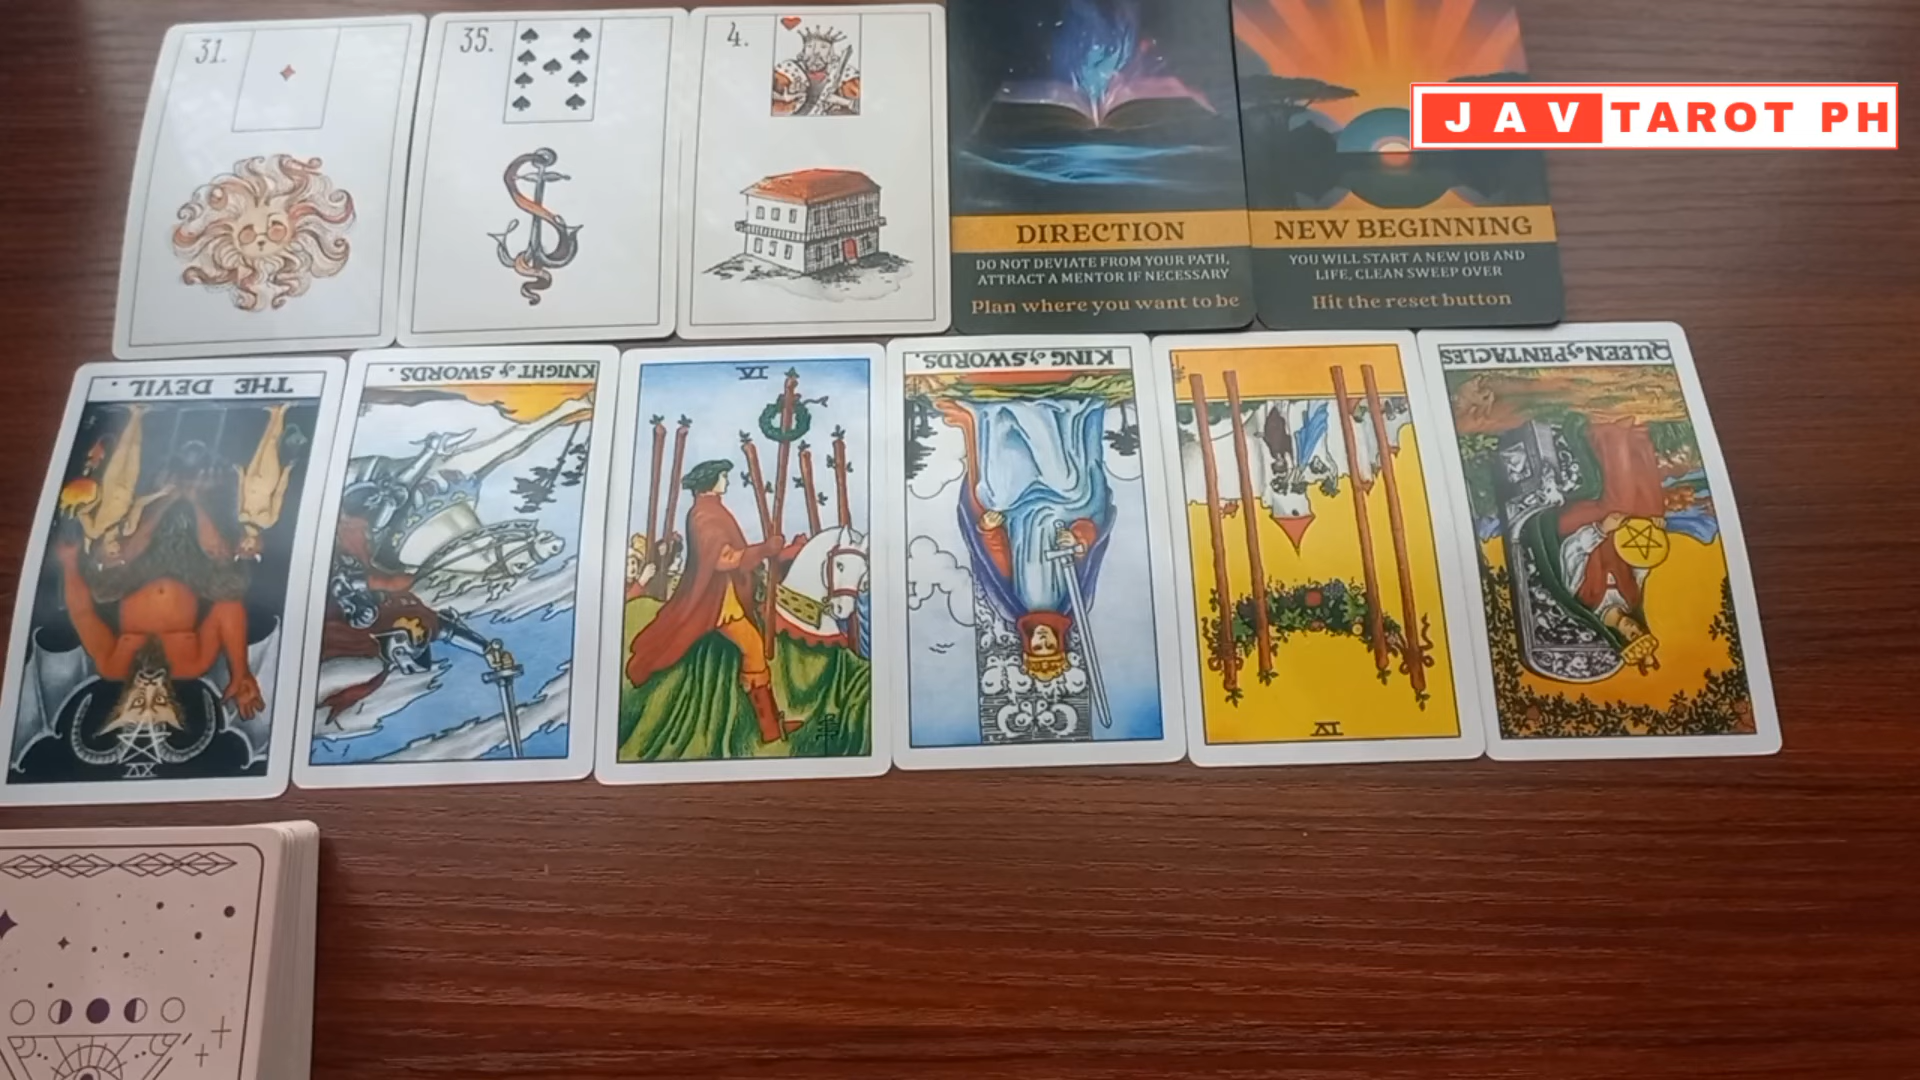 31.
35.
4.
DIRECTION
DO NOT DEVIATE FROM YOUR PATH,
ATTRACT A MENTOR IF NECESSARY
Plan where you want to be
NEW BEGINNING
YOU WILL START A NEW JOB AND
LIFE, CLEAN SWEEP OVER
Hit the reset button
JAV TAROT PH
THE DEVIL.
XV
KNIGHT of SWORDS.
VI
KING of SWORDS.
IV
QUEEN of PENTACLES